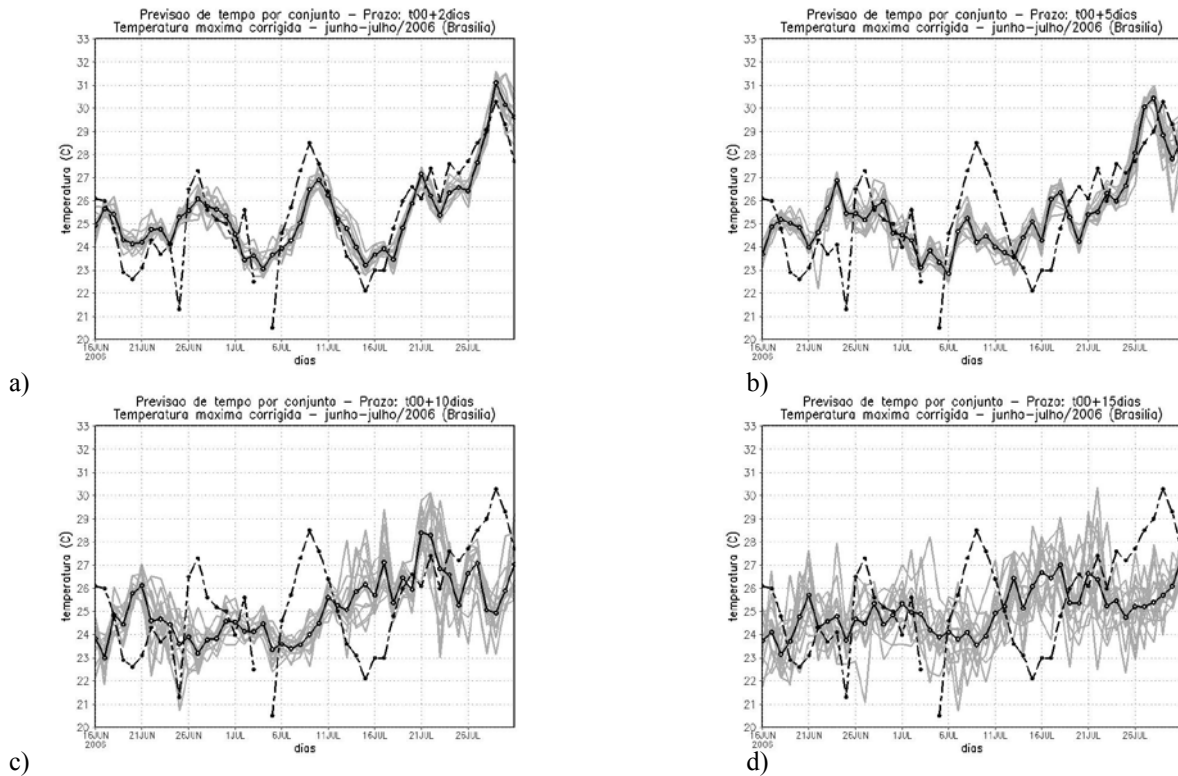 Previsao de tempo por conjunto – Prazo: t00+2dias
Temperatura maxima corrigida – junho-julho/2006 (Brasilia)
temperatura (C)
33
32
31
30
29
28
27
26
25
24
23
22
21
20
16JUN
2006
21JUN
26JUN
1JUL
6JUL
11JUL
16JUL
21JUL
26JUL
dias
a)
Previsao de tempo por conjunto – Prazo: t00+5dias
Temperatura maxima corrigida – junho-julho/2006 (Brasilia)
temperatura (C)
33
32
31
30
29
28
27
26
25
24
23
22
21
20
16JUN
2006
21JUN
26JUN
1JUL
6JUL
11JUL
16JUL
21JUL
26JUL
dias
b)
Previsao de tempo por conjunto – Prazo: t00+10dias
Temperatura maxima corrigida – junho-julho/2006 (Brasilia)
temperatura (C)
33
32
31
30
29
28
27
26
25
24
23
22
21
20
16JUN
2006
21JUN
26JUN
1JUL
6JUL
11JUL
16JUL
21JUL
26JUL
dias
c)
Previsao de tempo por conjunto – Prazo: t00+15dias
Temperatura maxima corrigida – junho-julho/2006 (Brasilia)
temperatura (C)
33
32
31
30
29
28
27
26
25
24
23
22
21
20
16JUN
2006
21JUN
26JUN
1JUL
6JUL
11JUL
16JUL
21JUL
26JUL
dias
d)